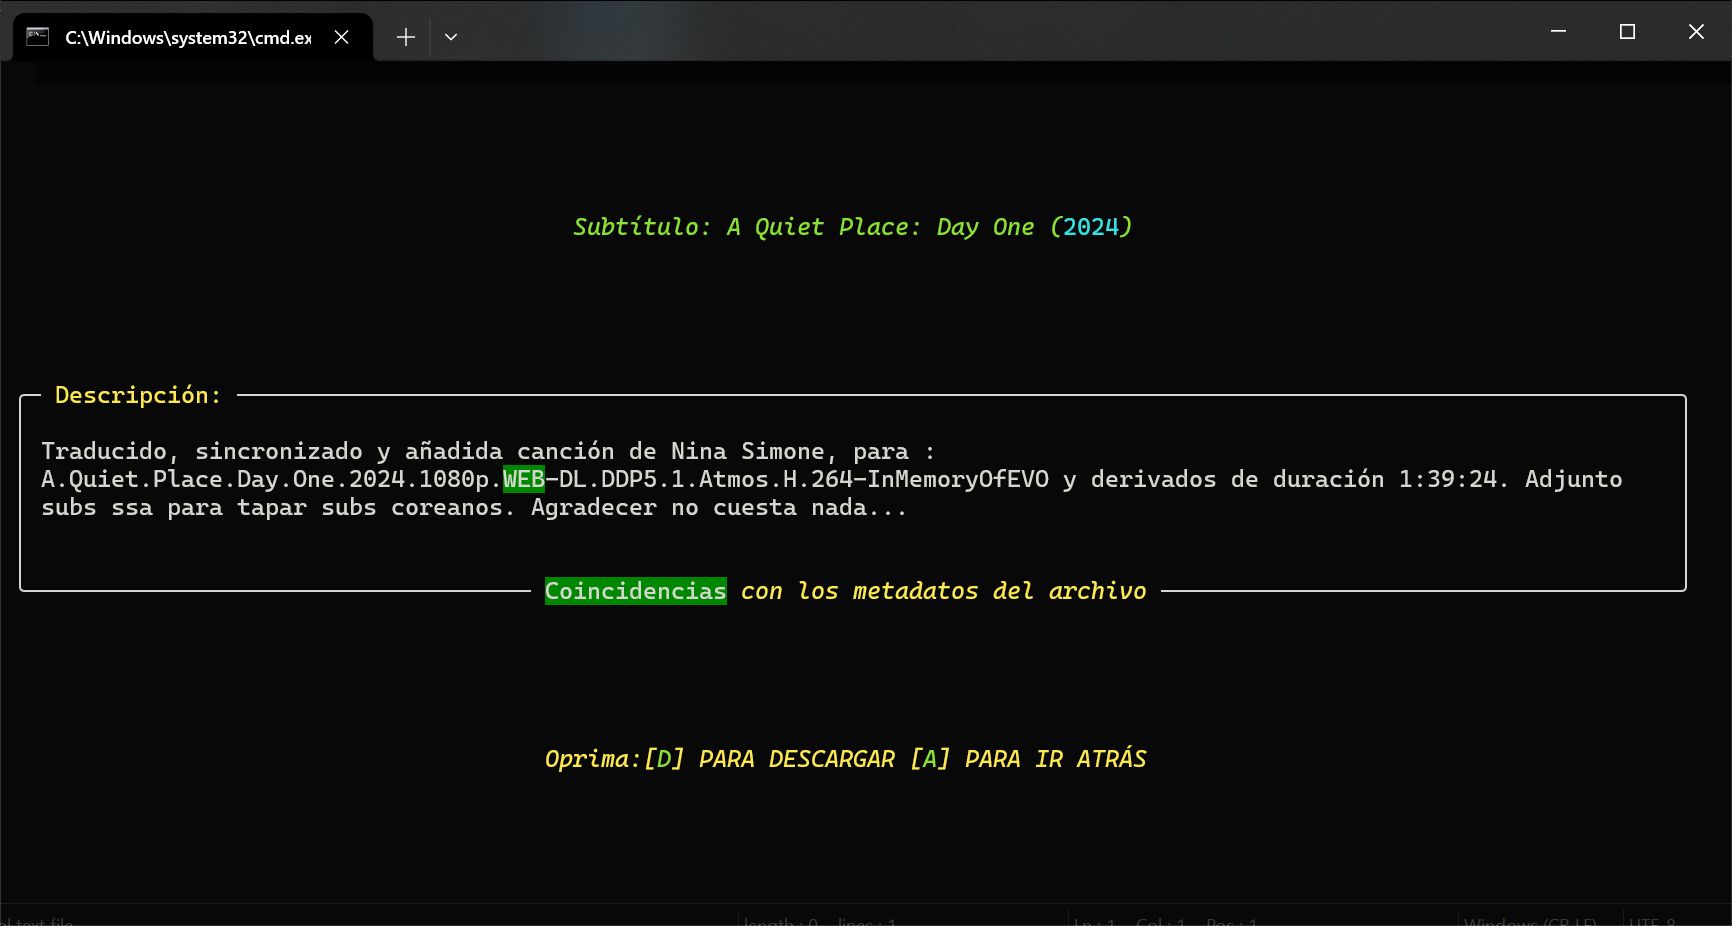 C:\Windows\system32\cmd.ex
Subtítulo: A Quiet Place: Day One (2024)
Descripción:
Traducido, sincronizado y añadida canción de Nina Simone, para :
A.Quiet.Place.Day.One.2024.1080p.WEB-DL.DDP5.1.Atmos.H.264-InMemoryOfEVO y derivados de duración 1:39:24. Adjunto
subs ssa para tapar subs coreanos. Agradecer no cuesta nada...
Coincidencias con los metadatos del archivo
Oprima:[D] PARA DESCARGAR [A] PARA IR ATRÁS
text file length : 0 lines : 1 Ln : 1 Col : 1 Pos : 1 Windows (CR LF) UTF-8